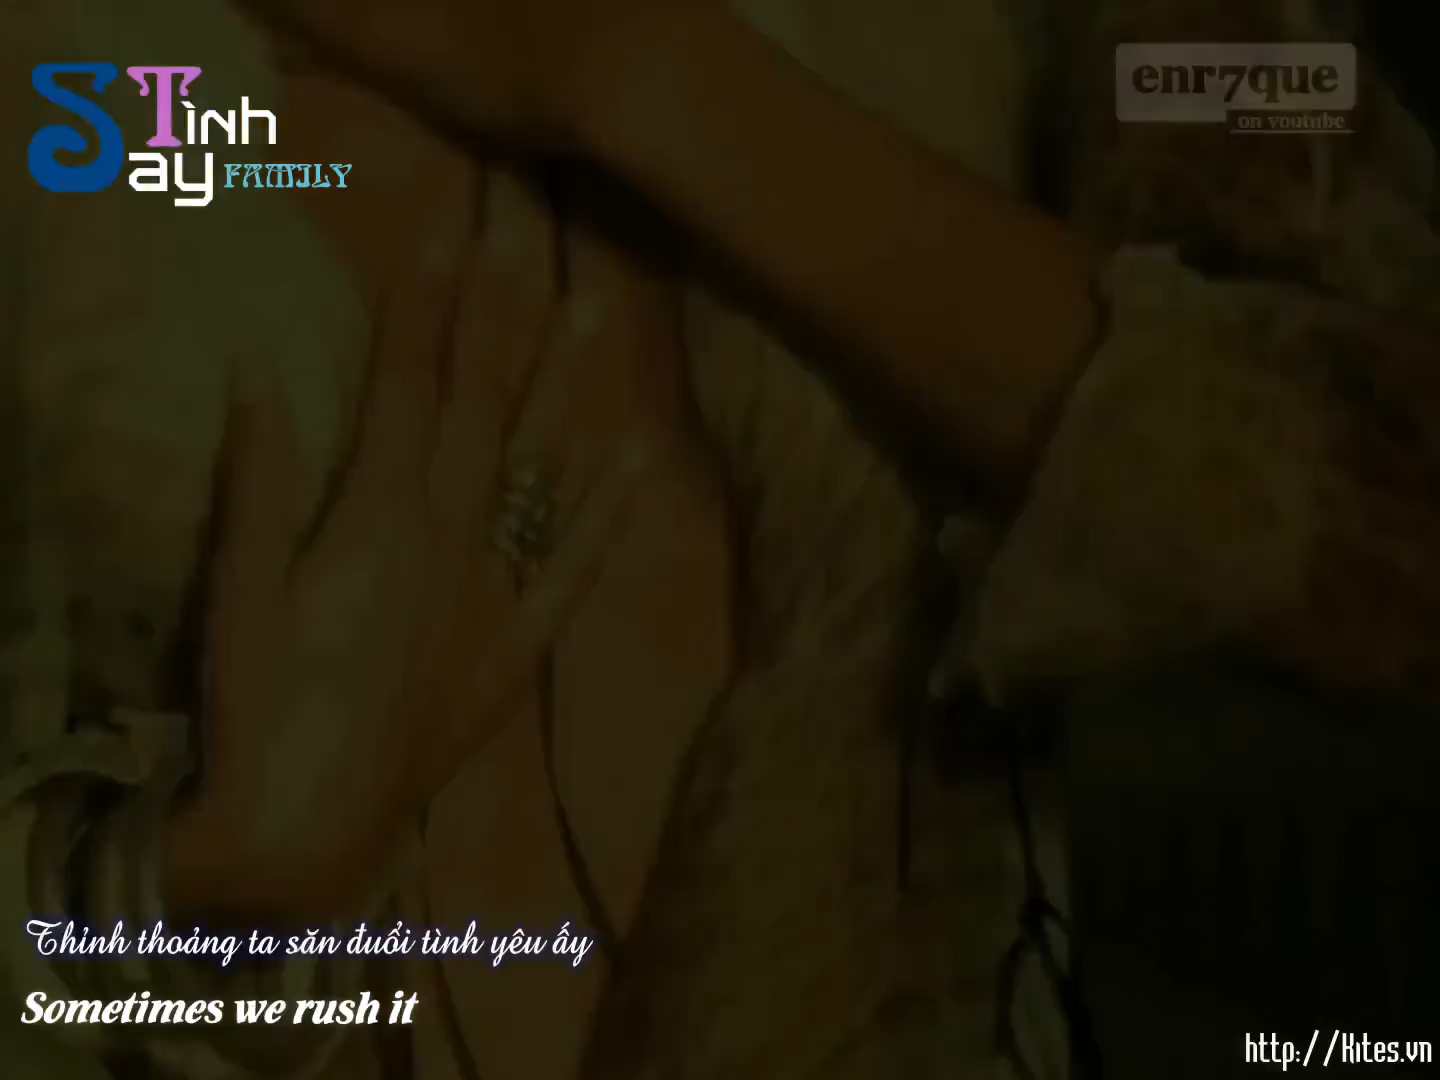 STình
Say FAMILY
enr7que
on youtube
Thỉnh thoảng ta săn đuổi tình yêu ấy
Sometimes we rush it
http://Kites.vn